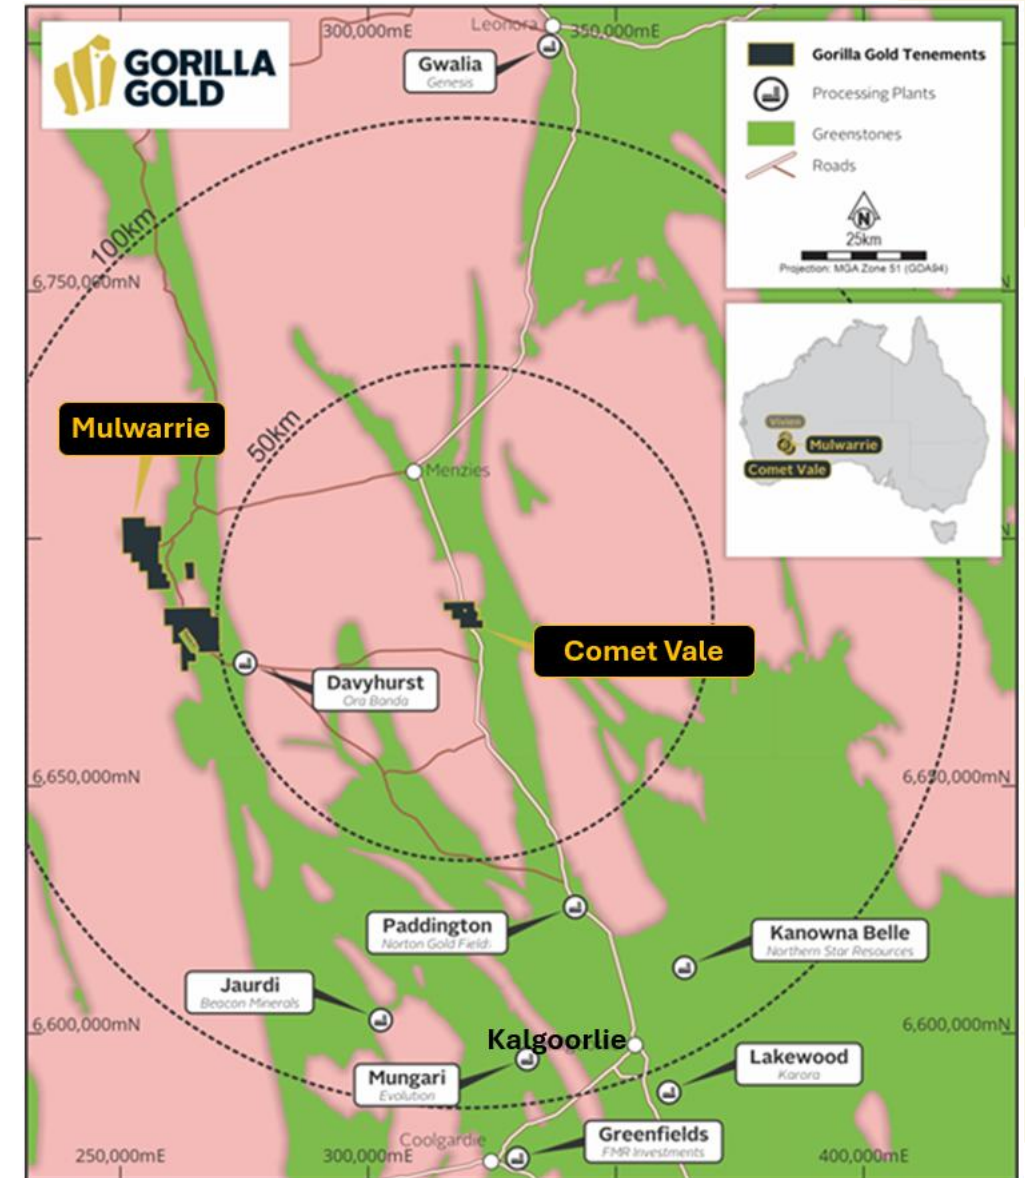 GORILLA
GOLD
300,000mE
Leonora
350,000mE
Gwalia
Genesis
Gorilla Gold Tenements
Processing Plants
Greenstones
Roads
N
25km
Projection: MGA Zone 51 (GDA94)
100km
6,750,000mN
Mulwarrie
50km
Menzies
Vivien
Mulwarrie
Comet Vale
Comet Vale
Davyhurst
Ora Banda
6,650,000mN
6,650,000mN
Paddington
Norton Gold Fields
Kanowna Belle
Northern Star Resources
Jaurdi
Beacon Minerals
6,600,000mN
6,600,000mN
Kalgoorlie
Mungari
Evolution
Lakewood
Karora
Coolgardie
Greenfields
FMR Investments
250,000mE
300,000mE
400,000mE